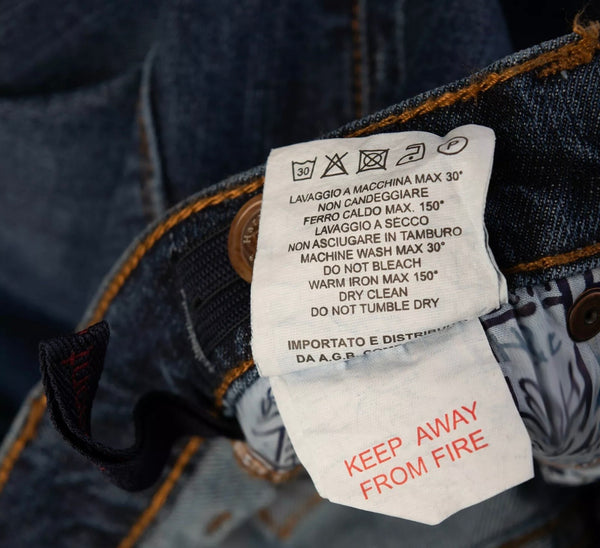 30 P
LAVAGGIO A MACCHINA MAX 30°
NON CANDEGGIARE
FERRO CALDO MAX. 150°
LAVAGGIO A SECCO
NON ASCIUGARE IN TAMBURO
MACHINE WASH MAX 30°
DO NOT BLEACH
WARM IRON MAX 150°
DRY CLEAN
DO NOT TUMBLE DRY
IMPORTATO E DISTRIBU
DA A.G.B.
KEEP AWAY
FROM FIRE